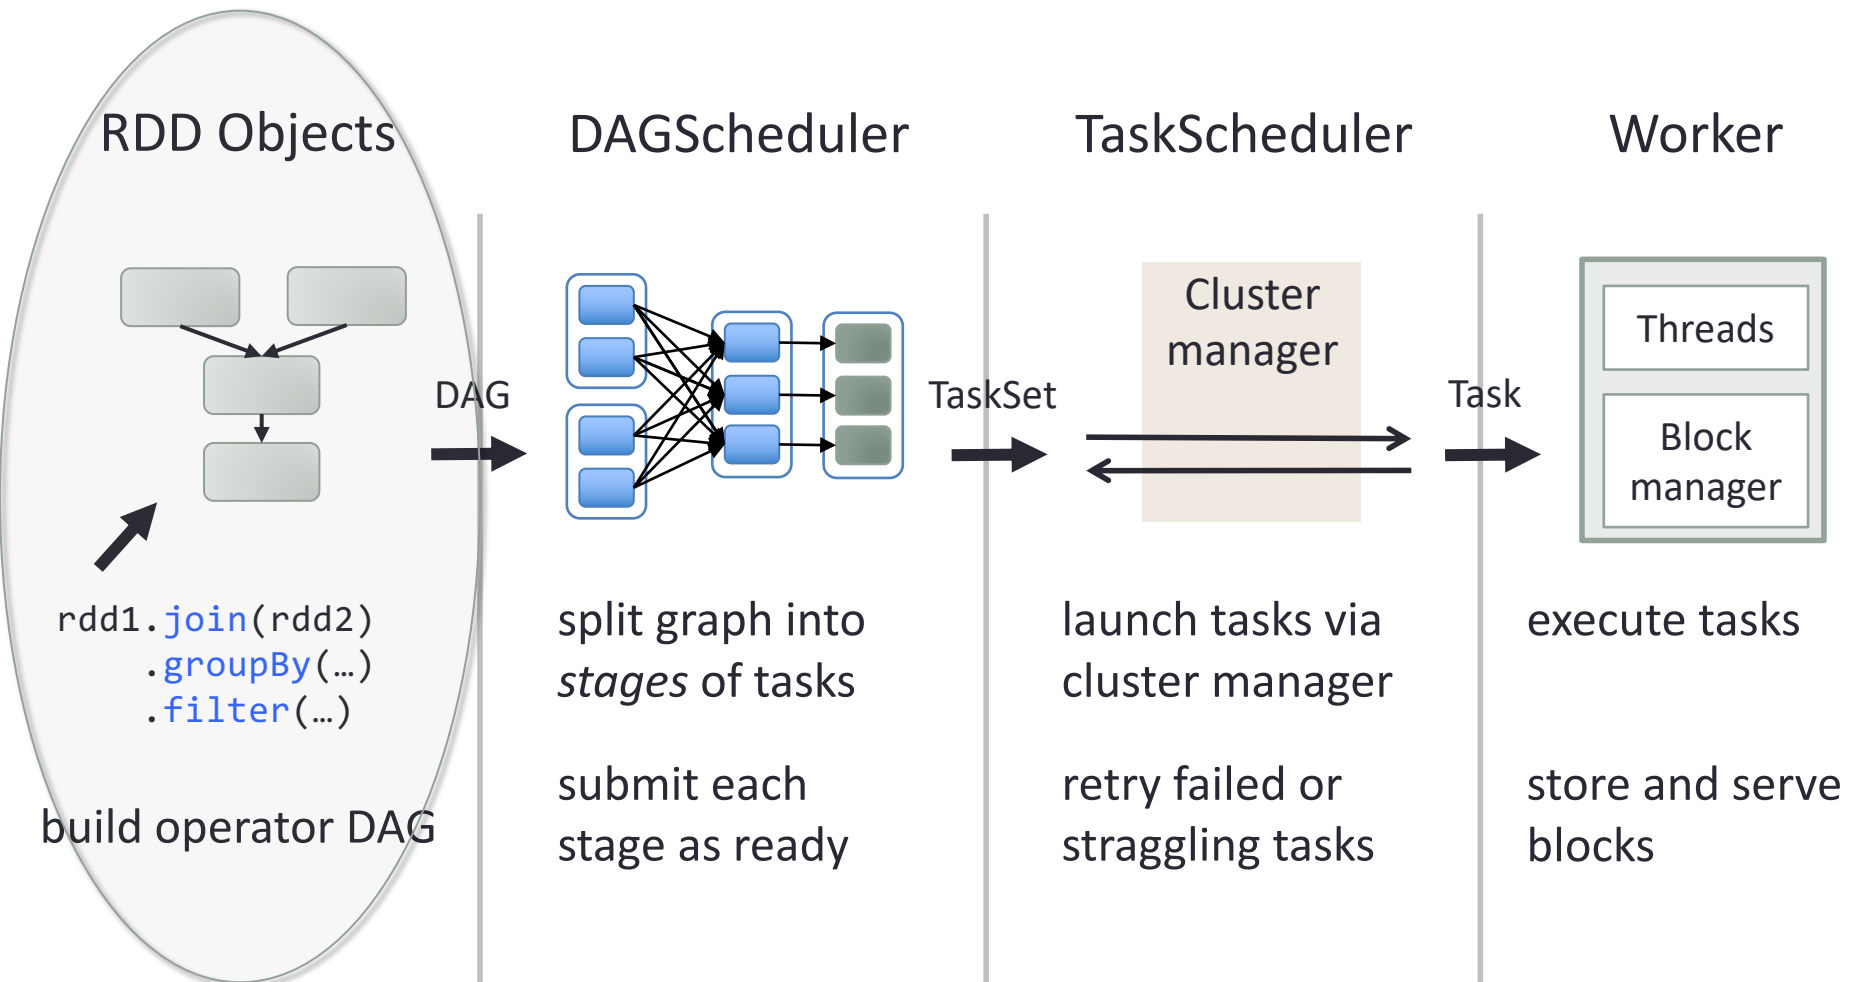 RDD Objects
DAGScheduler
TaskScheduler
Worker
DAG
TaskSet
Cluster
manager
Task
Threads
Block
manager
rdd1.join(rdd2)
.groupBy(…)
.filter(…)
build operator DAG
split graph into
stages of tasks
submit each
stage as ready
launch tasks via
cluster manager
retry failed or
straggling tasks
execute tasks
store and serve
blocks